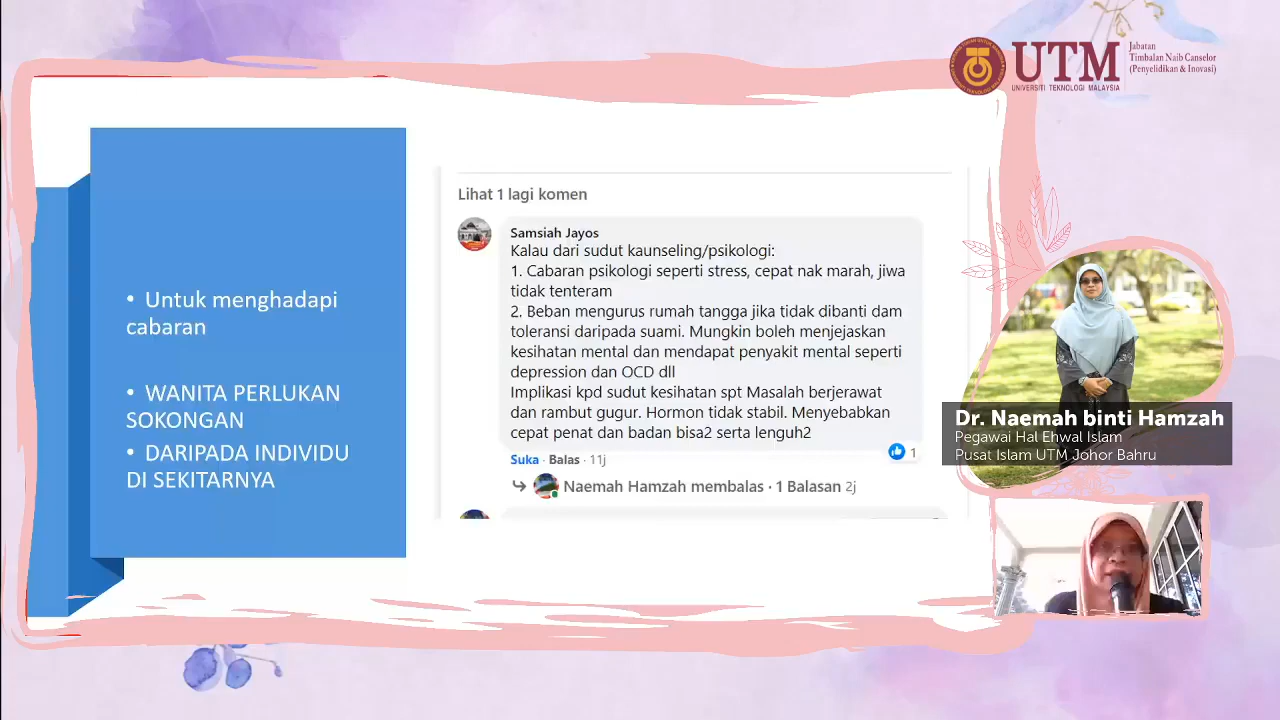 UTM
UNIVERSITI TEKNOLOGI MALAYSIA
Jabatan
Timbalan Naib Canselor
(Penyelidikan & Inovasi)
• Untuk menghadapi
cabaran
• WANITA PERLUKAN
SOKONGAN
• DARIPADA INDIVIDU
DI SEKITARNYA
Lihat 1 lagi komen
Samsiah Jayos
Kalau dari sudut kaunseling/psikologi:
1. Cabaran psikologi seperti stress, cepat nak marah, jiwa
tidak tenteram
2. Beban mengurus rumah tangga jika tidak dibanti dam
toleransi daripada suami. Mungkin boleh menjejaskan
kesihatan mental dan mendapat penyakit mental seperti
depression dan OCD dll
Implikasi kpd sudut kesihatan spt Masalah berjerawat
dan rambut gugur. Hormon tidak stabil. Menyebabkan
cepat penat dan badan bisa2 serta lenguh2
Suka · Balas · 11j
1
Naemah Hamzah membalas · 1 Balasan 2j
Dr. Naemah binti Hamzah
Pegawai Hal Ehwal Islam
Pusat Islam UTM Johor Bahru